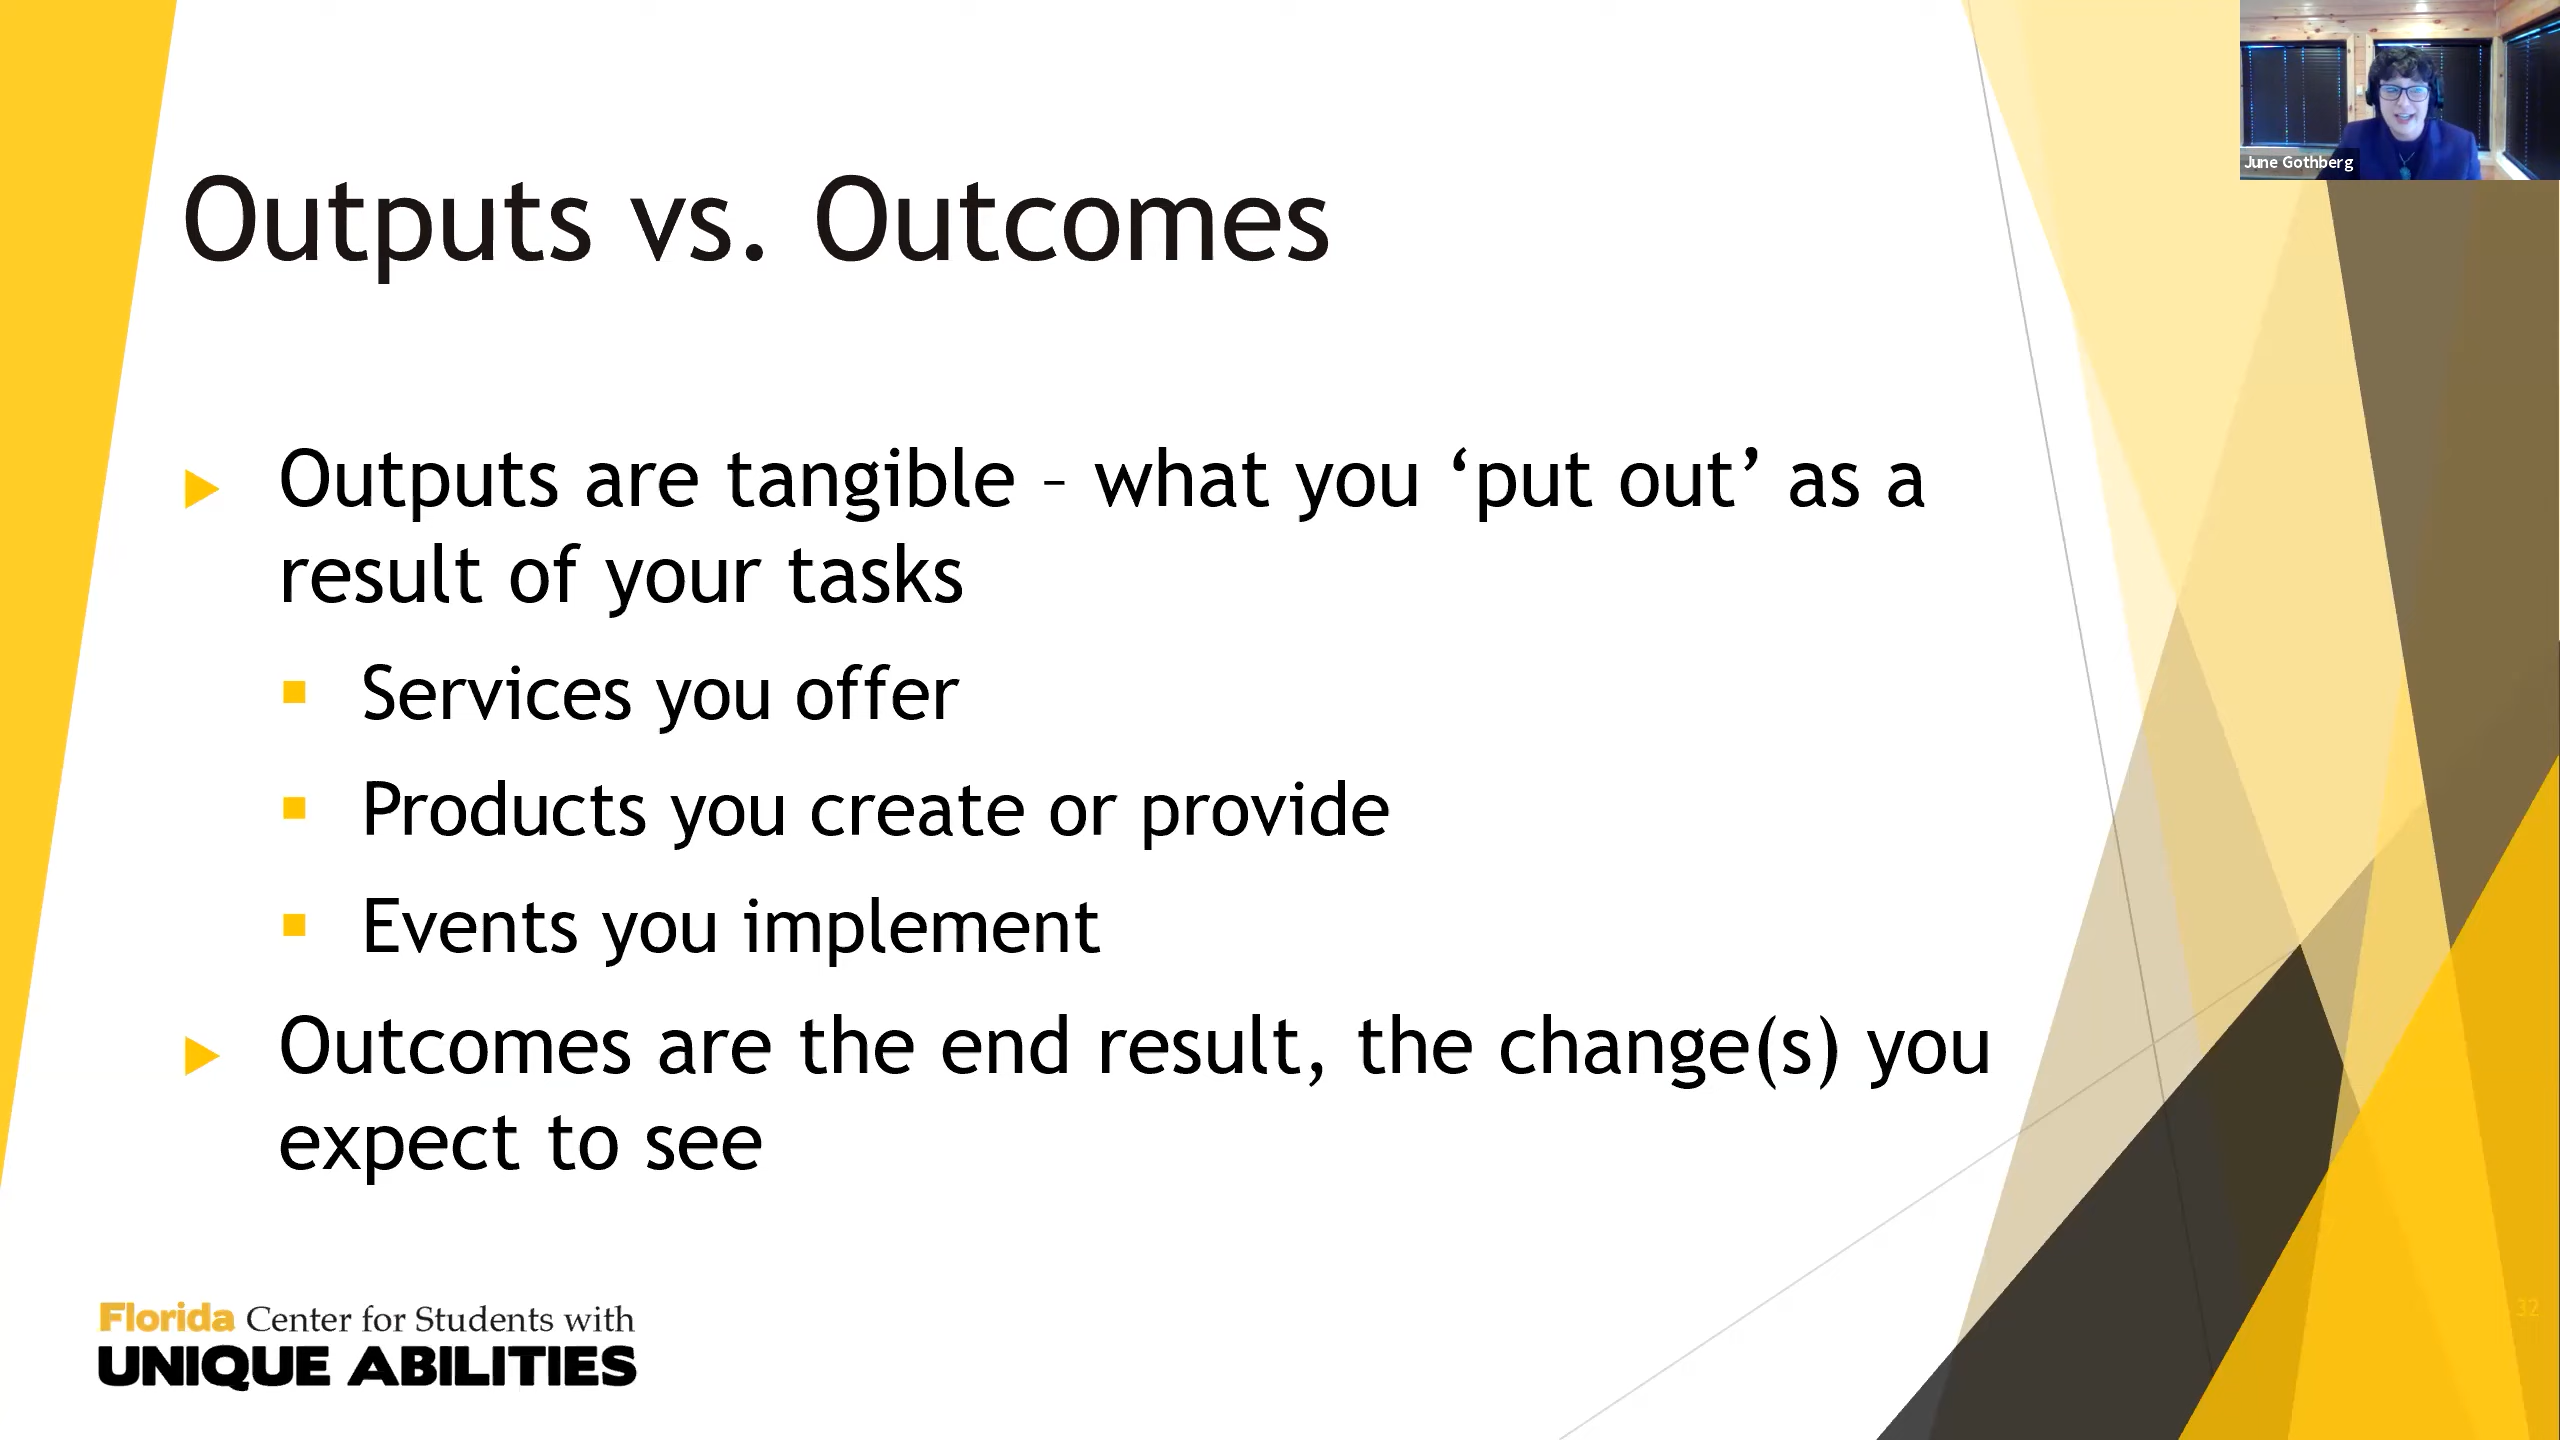 June Gothberg
Outputs vs. Outcomes
Outputs are tangible – what you ‘put out’ as a
result of your tasks
Services you offer
Products you create or provide
Events you implement
Outcomes are the end result, the change(s) you
expect to see
Florida Center for Students with
UNIQUE ABILITIES
32